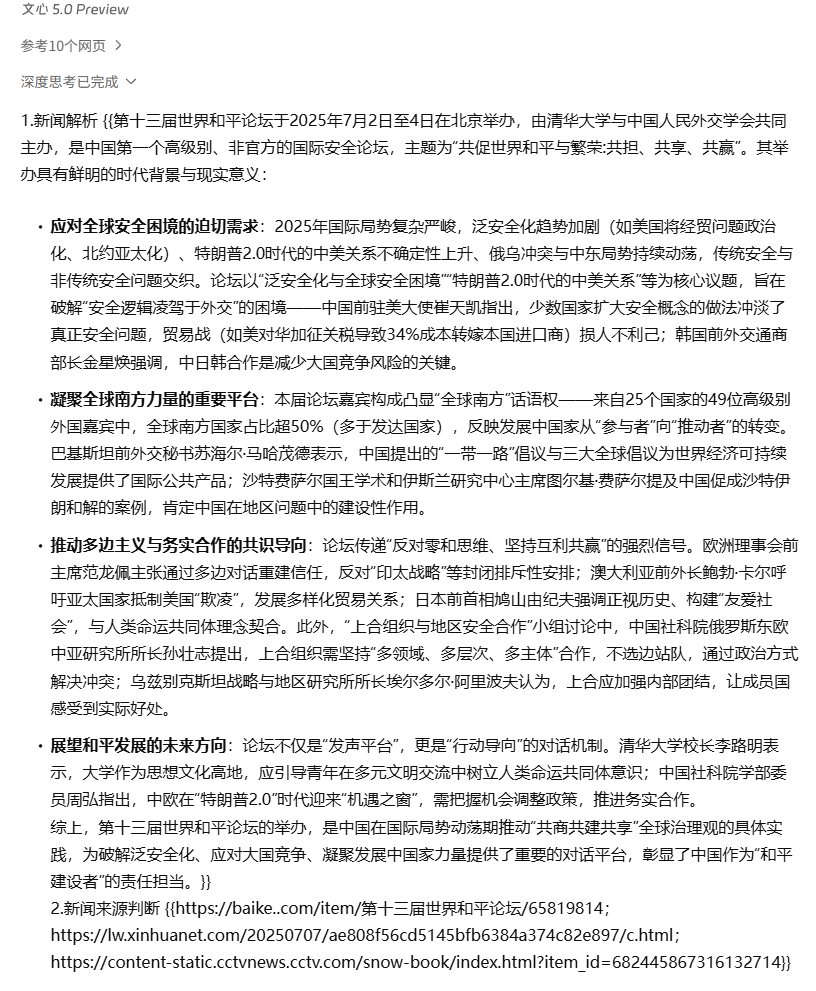 文心 5.0 Preview
参考10个网页 >
深度思考已完成
1.新闻解析 {{第十三届世界和平论坛于2025年7月2日至4日在北京举办，由清华大学与中国人民外交学会共同
主办，是中国第一个高级别、非官方的国际安全论坛，主题为“共促世界和平与繁荣:共担、共享、共赢”。其举
办具有鲜明的时代背景与现实意义：
• 应对全球安全困境的迫切需求：2025年国际局势复杂严峻，泛安全化趋势加剧（如美国将经贸问题政治
化、北约亚太化）、特朗普2.0时代的中美关系不确定性上升、俄乌冲突与中东局势持续动荡，传统安全与
非传统安全问题交织。论坛以“泛安全化与全球安全困境”“特朗普2.0时代的中美关系”等为核心议题，旨在
破解“安全逻辑凌驾于外交”的困境——中国前驻美大使崔天凯指出，少数国家扩大安全概念的做法冲淡了
真正安全问题，贸易战（如美对华加征关税导致34%成本转嫁本国进口商）损人不利己；韩国前外交通商
部长金星焕强调，中日韩合作是减少大国竞争风险的关键。
• 凝聚全球南方力量的重要平台：本届论坛嘉宾构成凸显“全球南方”话语权——来自25个国家的49位高级别
外国嘉宾中，全球南方国家占比超50%（多于发达国家），反映发展中国家从“参与者”向“推动者”的转变。
巴基斯坦前外交秘书苏海尔·马哈茂德表示，中国提出的“一带一路”倡议与三大全球倡议为世界经济可持续
发展提供了国际公共产品；沙特费萨尔国王学术和伊斯兰研究中心主席图尔基·费萨尔提及中国促成沙特伊
朗和解的案例，肯定中国在地区问题中的建设性作用。
• 推动多边主义与务实合作的共识导向：论坛传递“反对零和思维、坚持互利共赢”的强烈信号。欧洲理事会前
主席范龙佩主张通过多边对话重建信任，反对“印太战略”等封闭排斥性安排；澳大利亚前外长鲍勃·卡尔呼
吁亚太国家抵制美国“欺凌”，发展多样化贸易关系；日本前首相鸠山由纪夫强调正视历史、构建“友爱社
会”，与人类命运共同体理念契合。此外，“上合组织与地区安全合作”小组讨论中，中国社科院俄罗斯东欧
中亚研究所所长孙壮志提出，上合组织需坚持“多领域、多层次、多主体”合作，不选边站队，通过政治方式
解决冲突；乌兹别克斯坦战略与地区研究所所长埃尔多尔·阿里波夫认为，上合应加强内部团结，让成员国
感受到实际好处。
• 展望和平发展的未来方向：论坛不仅是“发声平台”，更是“行动导向”的对话机制。清华大学校长李路明表
示，大学作为思想文化高地，应引导青年在多元文明交流中树立人类命运共同体意识；中国社科院学部委
员周弘指出，中欧在“特朗普2.0”时代迎来“机遇之窗”，需把握机会调整政策，推进务实合作。
综上，第十三届世界和平论坛的举办，是中国在国际局势动荡期推动“共商共建共享”全球治理观的具体实
践，为破解泛安全化、应对大国竞争、凝聚发展中国家力量提供了重要的对话平台，彰显了中国作为“和平
建设者”的责任担当。}}
2.新闻来源判断 {{https://baike..com/item/第十三届世界和平论坛/65819814；
https://lw.xinhuanet.com/20250707/ae808f56cd5145bfb6384a374c82e897/c.html；
https://content-static.cctvnews.cctv.com/snow-book/index.html?item_id=682445867316132714}}